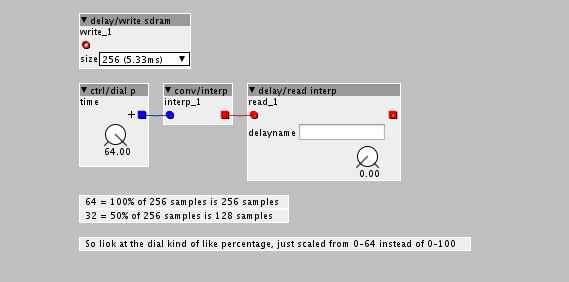 delay/write sdram
write_1
size 256 (5.33ms)
ctrl/dial p
time
+
64.00
conv/interp
interp_1
delay/read interp
read_1
delayname
0.00
64 = 100% of 256 samples is 256 samples
32 = 50% of 256 samples is 128 samples
So liok at the dial kind of like percentage, just scaled from 0-64 instead of 0-100